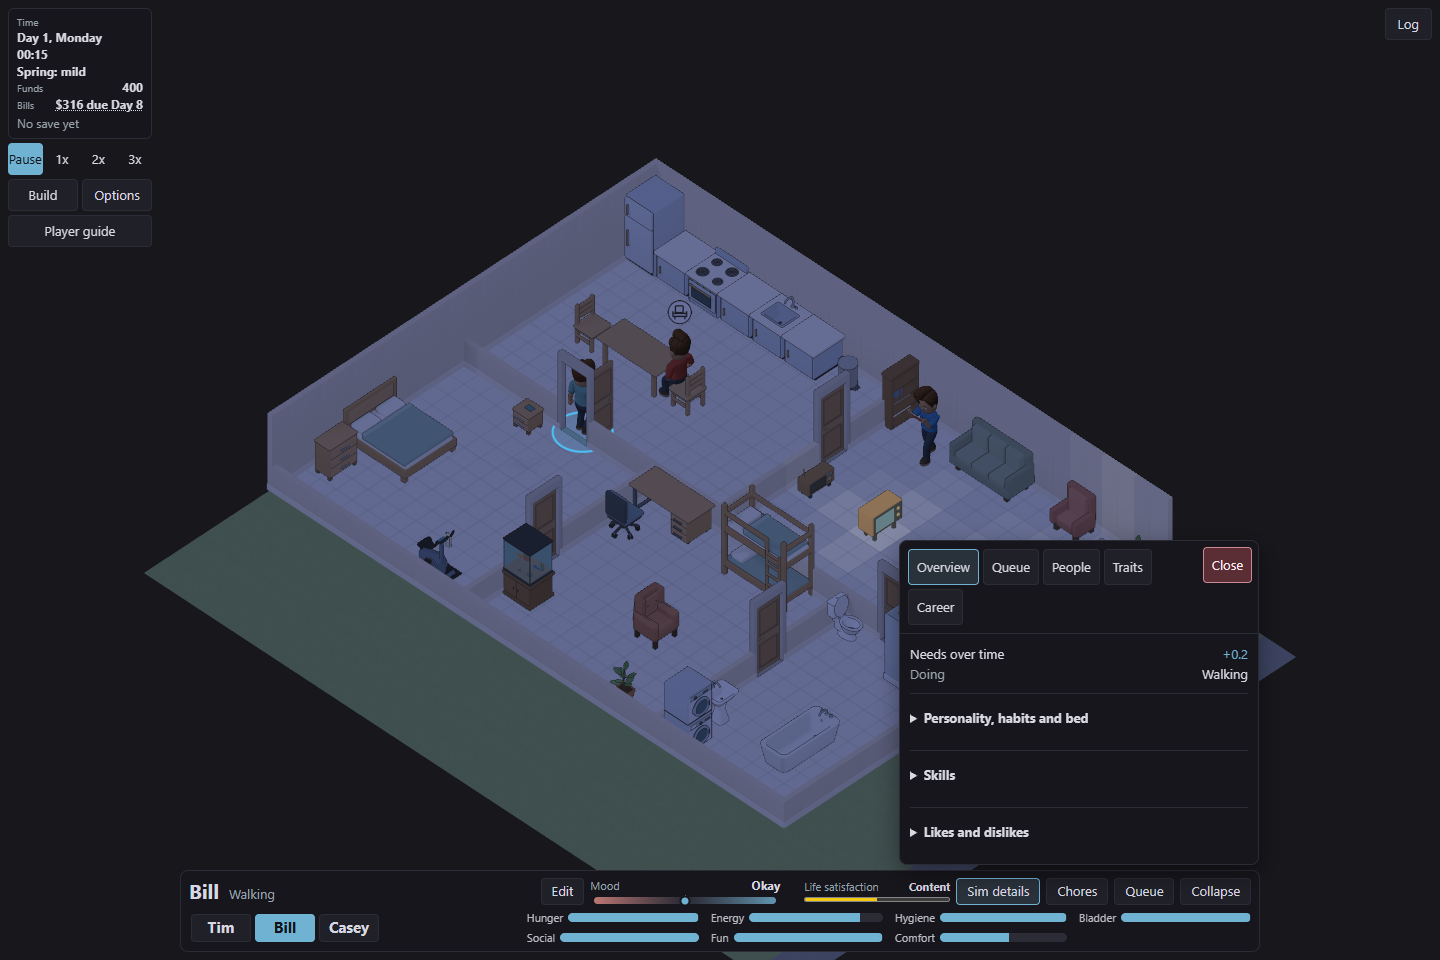 Time
Day 1, Monday
00:15
Spring: mild
Funds 400
Bills $316 due Day 8
No save yet
Pause 1x 2x 3x
Build Options
Player guide
Log
Overview Queue People Traits Close
Career
Needs over time +0.2
Doing Walking
Personality, habits and bed
Skills
Likes and dislikes
Bill Walking
Edit Mood Okay Life satisfaction Content Sim details Chores Queue Collapse
Tim Bill Casey
Hunger Energy Hygiene Bladder
Social Fun Comfort